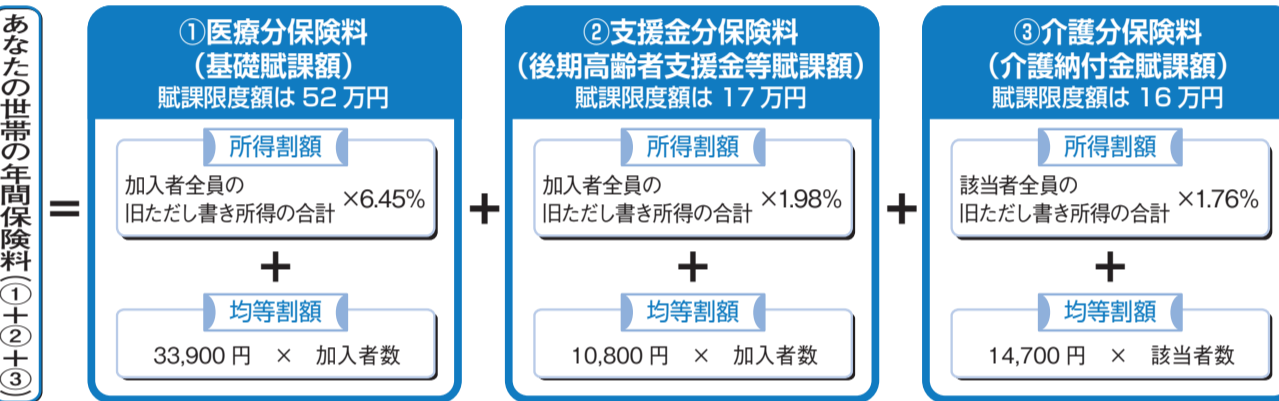 あなたの世帯の年間保険料(①+②+③)
=
①医療分保険料
(基礎賦課額)
賦課限度額は 52 万円
所得割額
加入者全員の
旧ただし書き所得の合計 ×6.45%
+
均等割額
33,900 円 × 加入者数
+
②支援金分保険料
(後期高齢者支援金等賦課額)
賦課限度額は 17 万円
所得割額
加入者全員の
旧ただし書き所得の合計 ×1.98%
+
均等割額
10,800 円 × 加入者数
+
③介護分保険料
(介護納付金賦課額)
賦課限度額は 16 万円
所得割額
該当者全員の
旧ただし書き所得の合計 ×1.76%
+
均等割額
14,700 円 × 該当者数